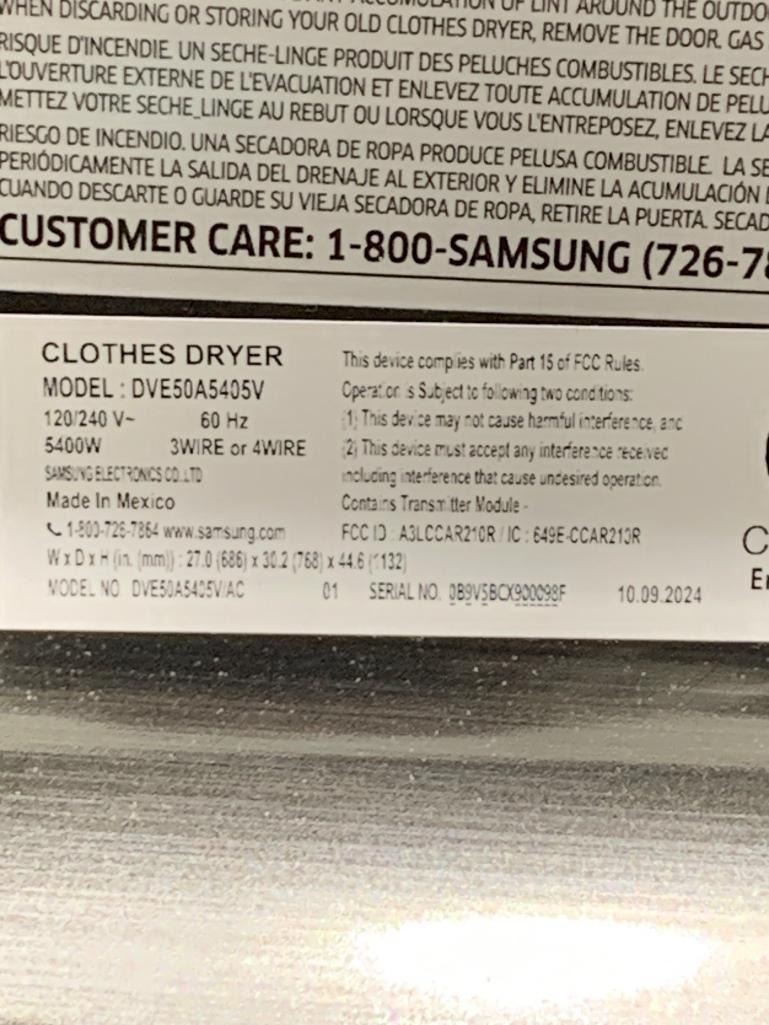 WHEN DISCARDING OR STORING YOUR OLD CLOTHES DRYER, REMOVE THE DOOR. GAS
RISQUE D'INCENDIE. UN SECHE-LINGE PRODUIT DES PELUCHES COMBUSTIBLES. LE
L'OUVERTURE EXTERNE DE L'EVACUATION ET ENLEVEZ TOUTE ACCUMULATION DE
METTEZ VOTRE SECHE_LINGE AU REBUT OU LORSQUE VOUS L'ENTREPOSEZ, ENLEVEZ
RIESGO DE INCENDIO. UNA SECADORA DE ROPA PRODUCE PELUSA COMBUSTIBLE. LA
PERIÓDICAMENTE LA SALIDA DEL DRENAJE AL EXTERIOR Y ELIMINE LA ACUMULACIÓN
CUANDO DESCARTE O GUARDE SU VIEJA SECADORA DE ROPA, RETIRE LA PUERTA.
CUSTOMER CARE: 1-800-SAMSUNG (726-78
CLOTHES DRYER
MODEL : DVE50A5405V
120/240 V~ 60 Hz
5400W 3WIRE or 4WIRE
SAMSUNG ELECTRONICS CO., LTD
Made In Mexico
1-800-726-7864 www.samsung.com
W x D x H (in. (mm)) : 27.0 (686) x 30.2 (768) x 44.6 (1132)
MODEL NO. DVE50A5405V/AC 01 SERIAL NO. 0B9V5BCX900098F 10.09.2024
This device complies with Part 15 of FCC Rules.
Operation is Subject to following two conditions:
(1) This device may not cause harmful interference, and
(2) This device must accept any interference received
including interference that cause undesired operation.
Contains Transmitter Module -
FCC ID : A3LCCAR210R / IC : 649E-CCAR210R